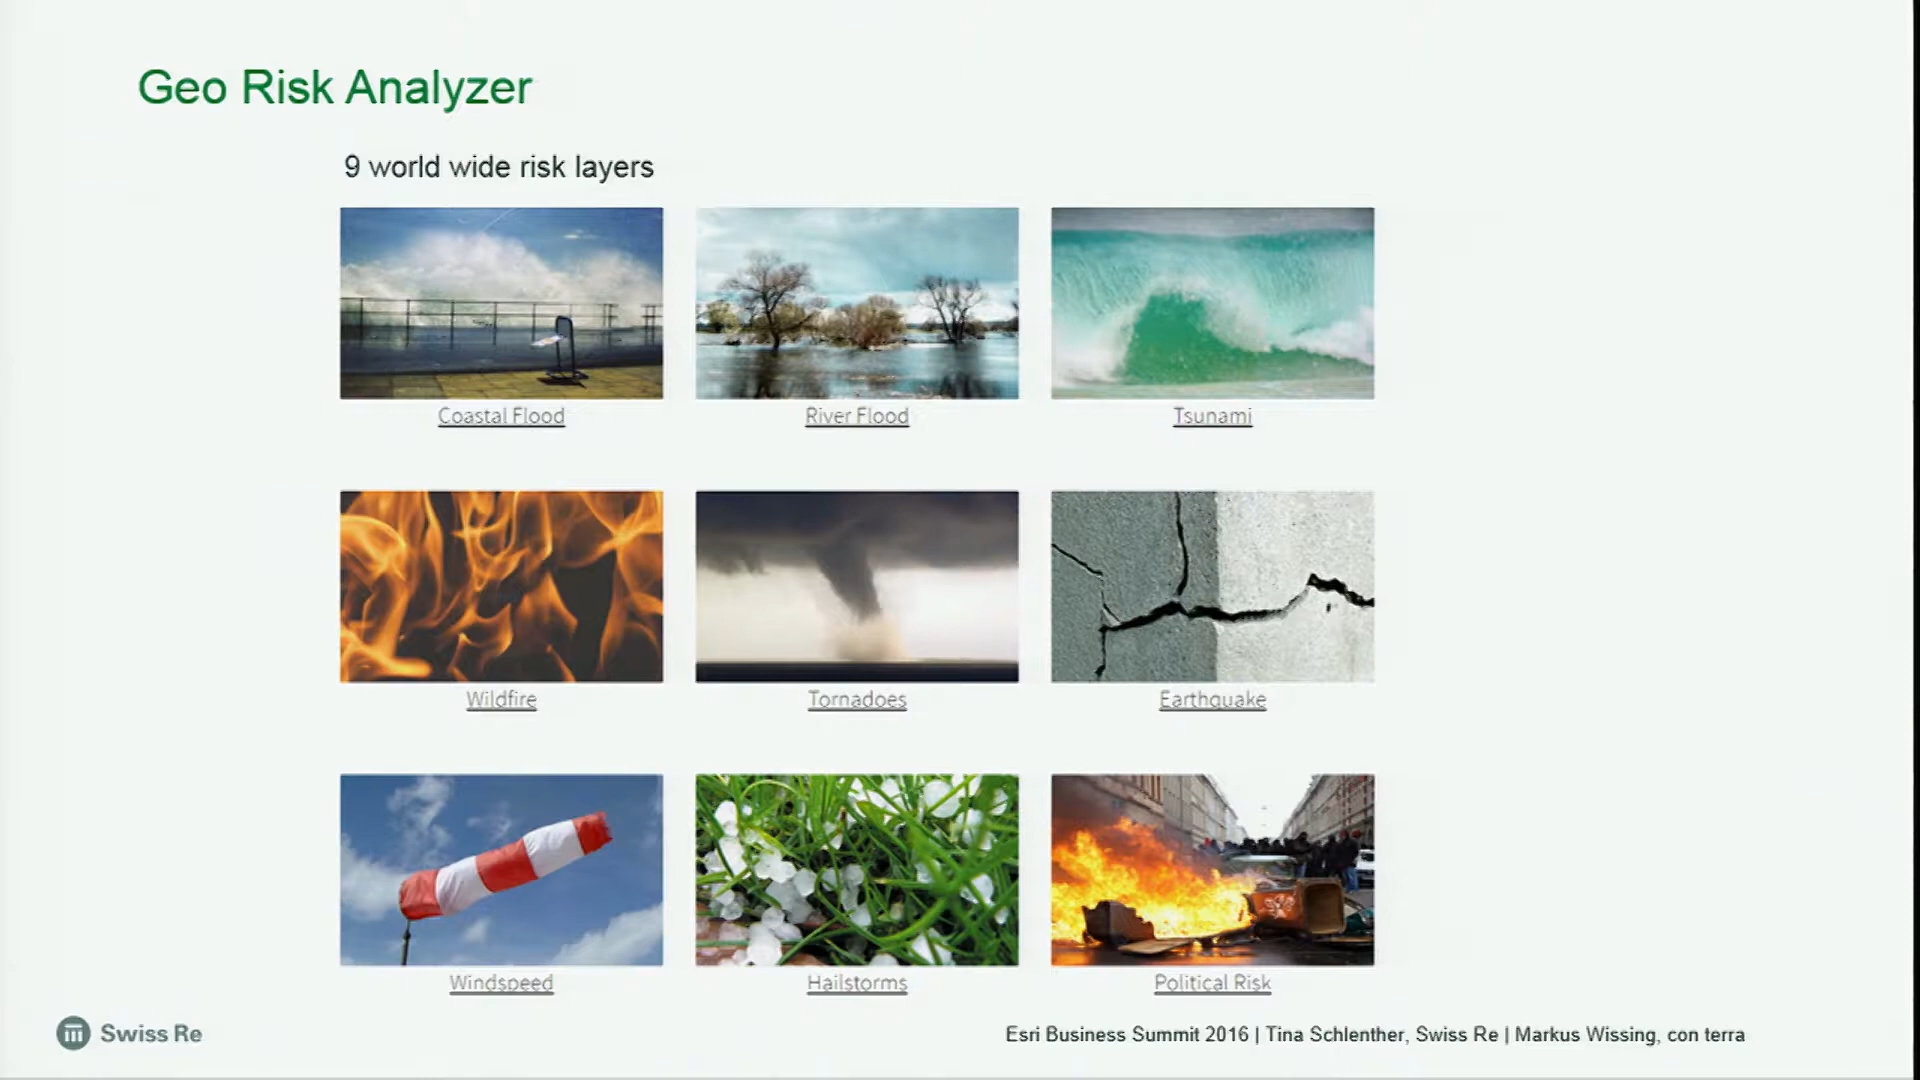 Geo Risk Analyzer
9 world wide risk layers
Coastal Flood
River Flood
Tsunami
Wildfire
Tornadoes
Earthquake
Windspeed
Hailstorms
Political Risk
Swiss Re
Esri Business Summit 2016 | Tina Schlenther, Swiss Re | Markus Wissing, con terra